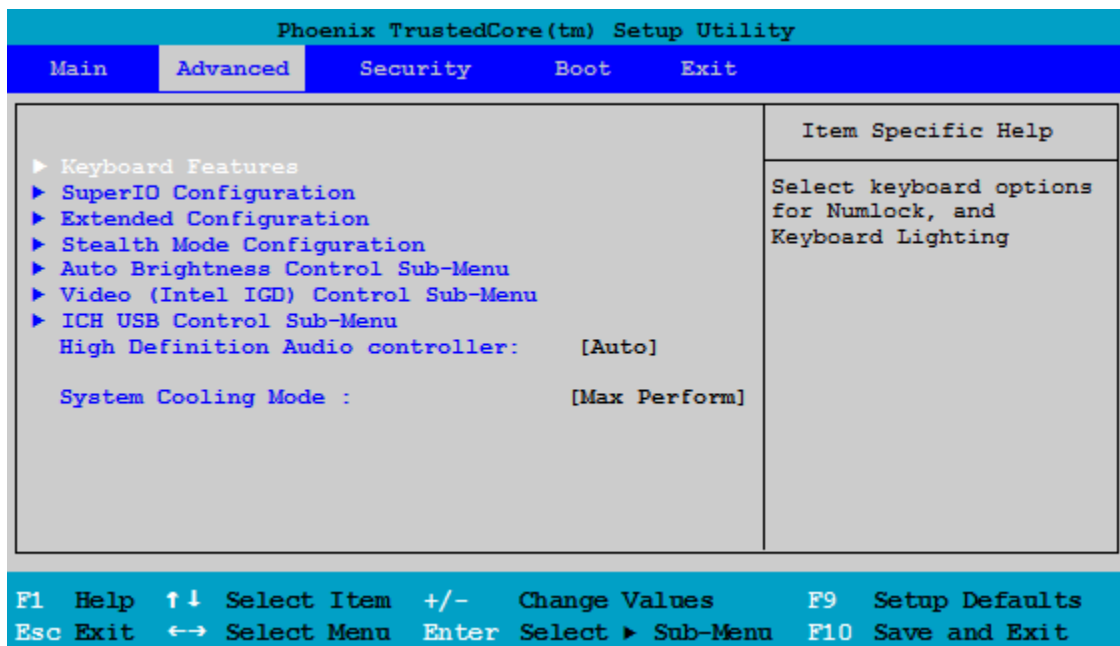 Phoenix TrustedCore(tm) Setup Utility
Main Advanced Security Boot Exit
Item Specific Help
▶ Keyboard Features
▶ SuperIO Configuration
▶ Extended Configuration
▶ Stealth Mode Configuration
▶ Auto Brightness Control Sub-Menu
▶ Video (Intel IGD) Control Sub-Menu
▶ ICH USB Control Sub-Menu
High Definition Audio controller: [Auto]
System Cooling Mode : [Max Perform]
Select keyboard options
for Numlock, and
Keyboard Lighting
F1 Help ↑↓ Select Item +/- Change Values F9 Setup Defaults
Esc Exit ←→ Select Menu Enter Select ▶ Sub-Menu F10 Save and Exit